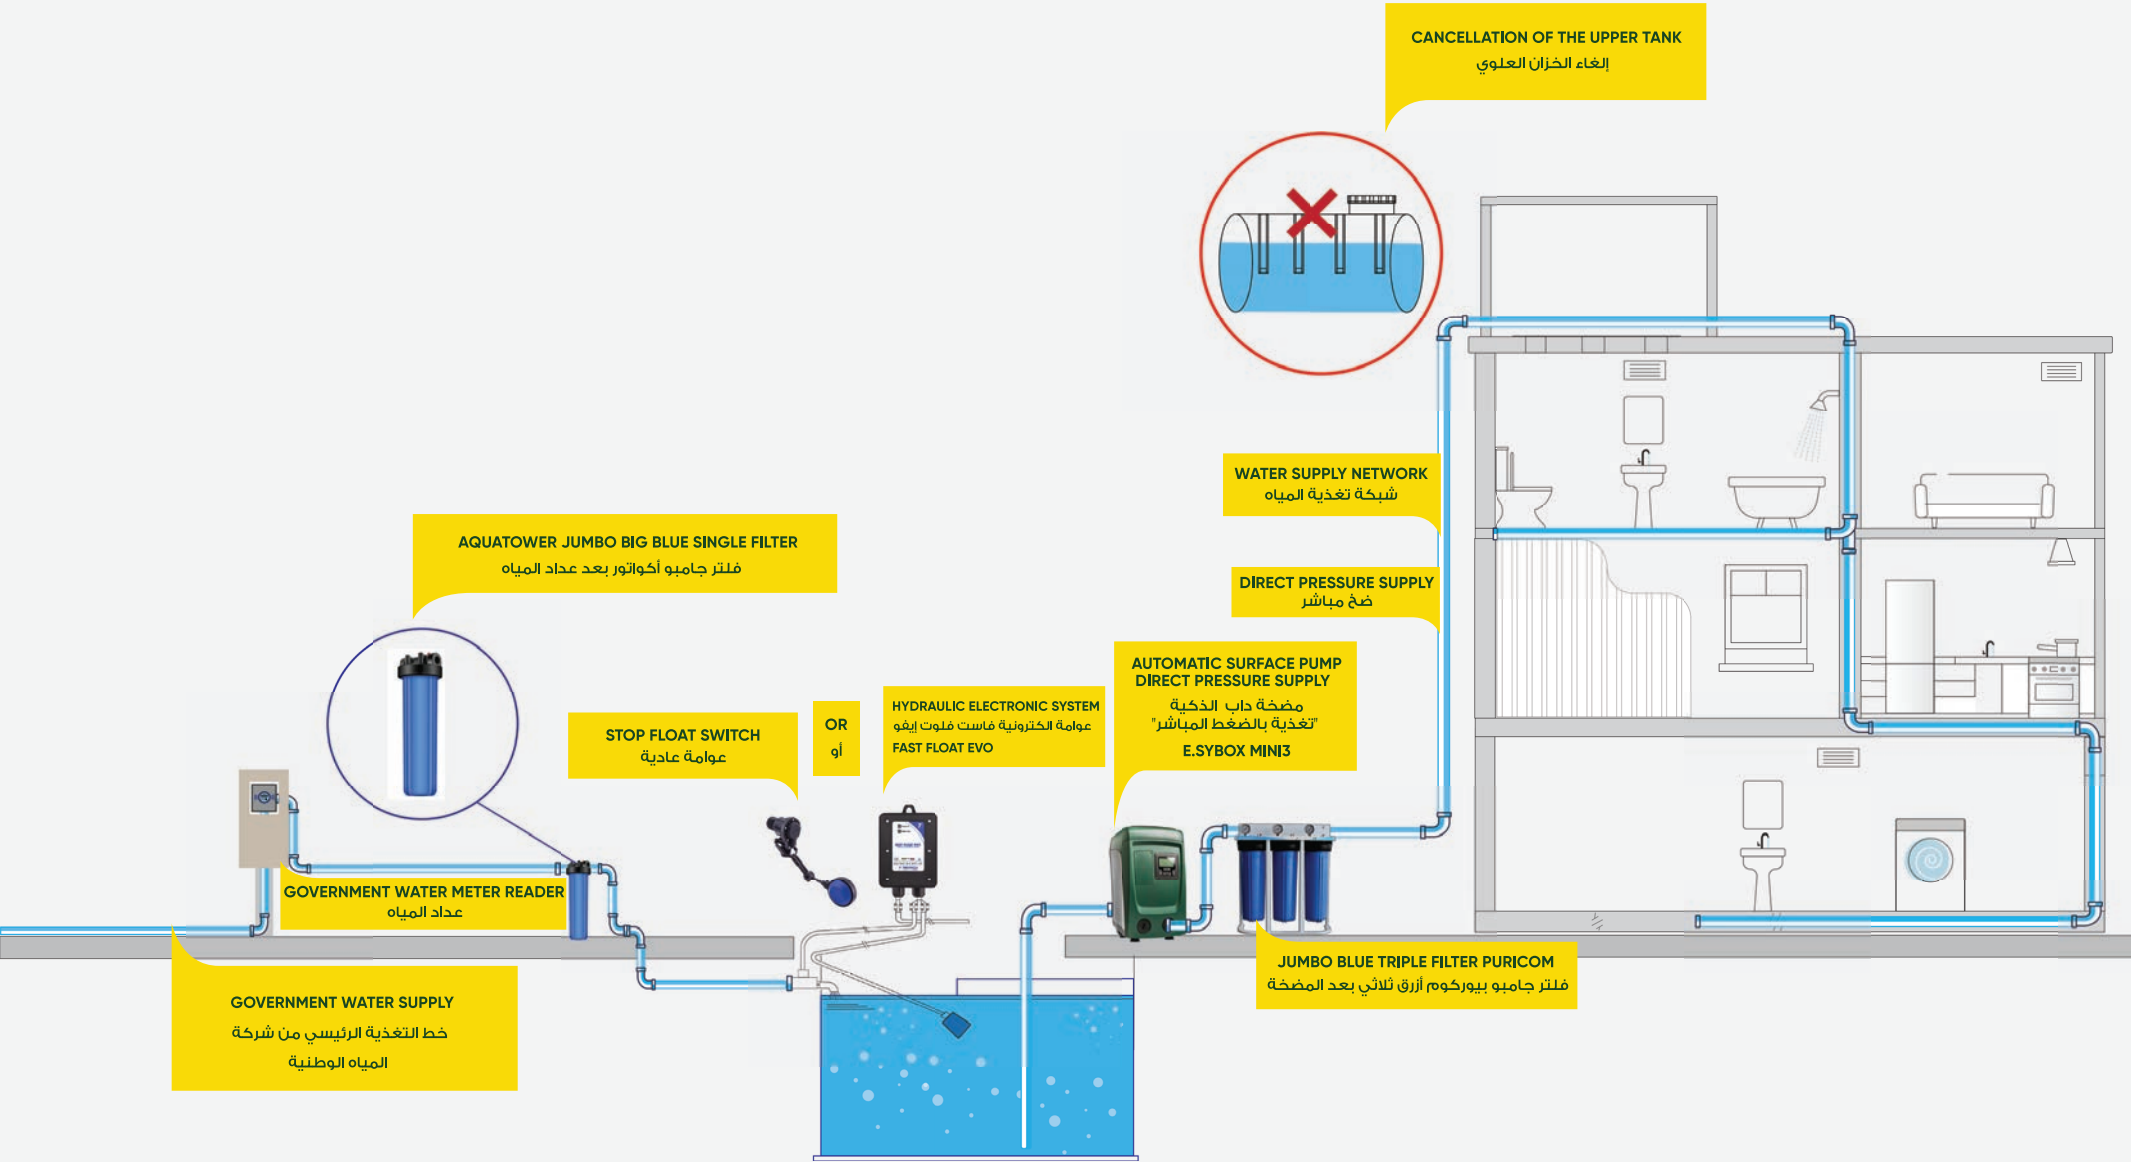 CANCELLATION OF THE UPPER TANK
إلغاء الخزان العلوي
WATER SUPPLY NETWORK
شبكة تغذية المياه
AQUATOWER JUMBO BIG BLUE SINGLE FILTER
فلتر جامبو أكواتور بعد عداد المياه
DIRECT PRESSURE SUPPLY
ضخ مباشر
AUTOMATIC SURFACE PUMP
DIRECT PRESSURE SUPPLY
مضخة داب الذكية
"تغذية بالضغط المباشر"
E.SYBOX MINI3
STOP FLOAT SWITCH
عوامة عادية
OR
أو
HYDRAULIC ELECTRONIC SYSTEM
عوامة الكترونية فاست فلوت إيفو
FAST FLOAT EVO
GOVERNMENT WATER METER READER
عداد المياه
GOVERNMENT WATER SUPPLY
خط التغذية الرئيسي من شركة
المياه الوطنية
JUMBO BLUE TRIPLE FILTER PURICOM
فلتر جامبو بيوركوم أزرق ثلاثي بعد المضخة